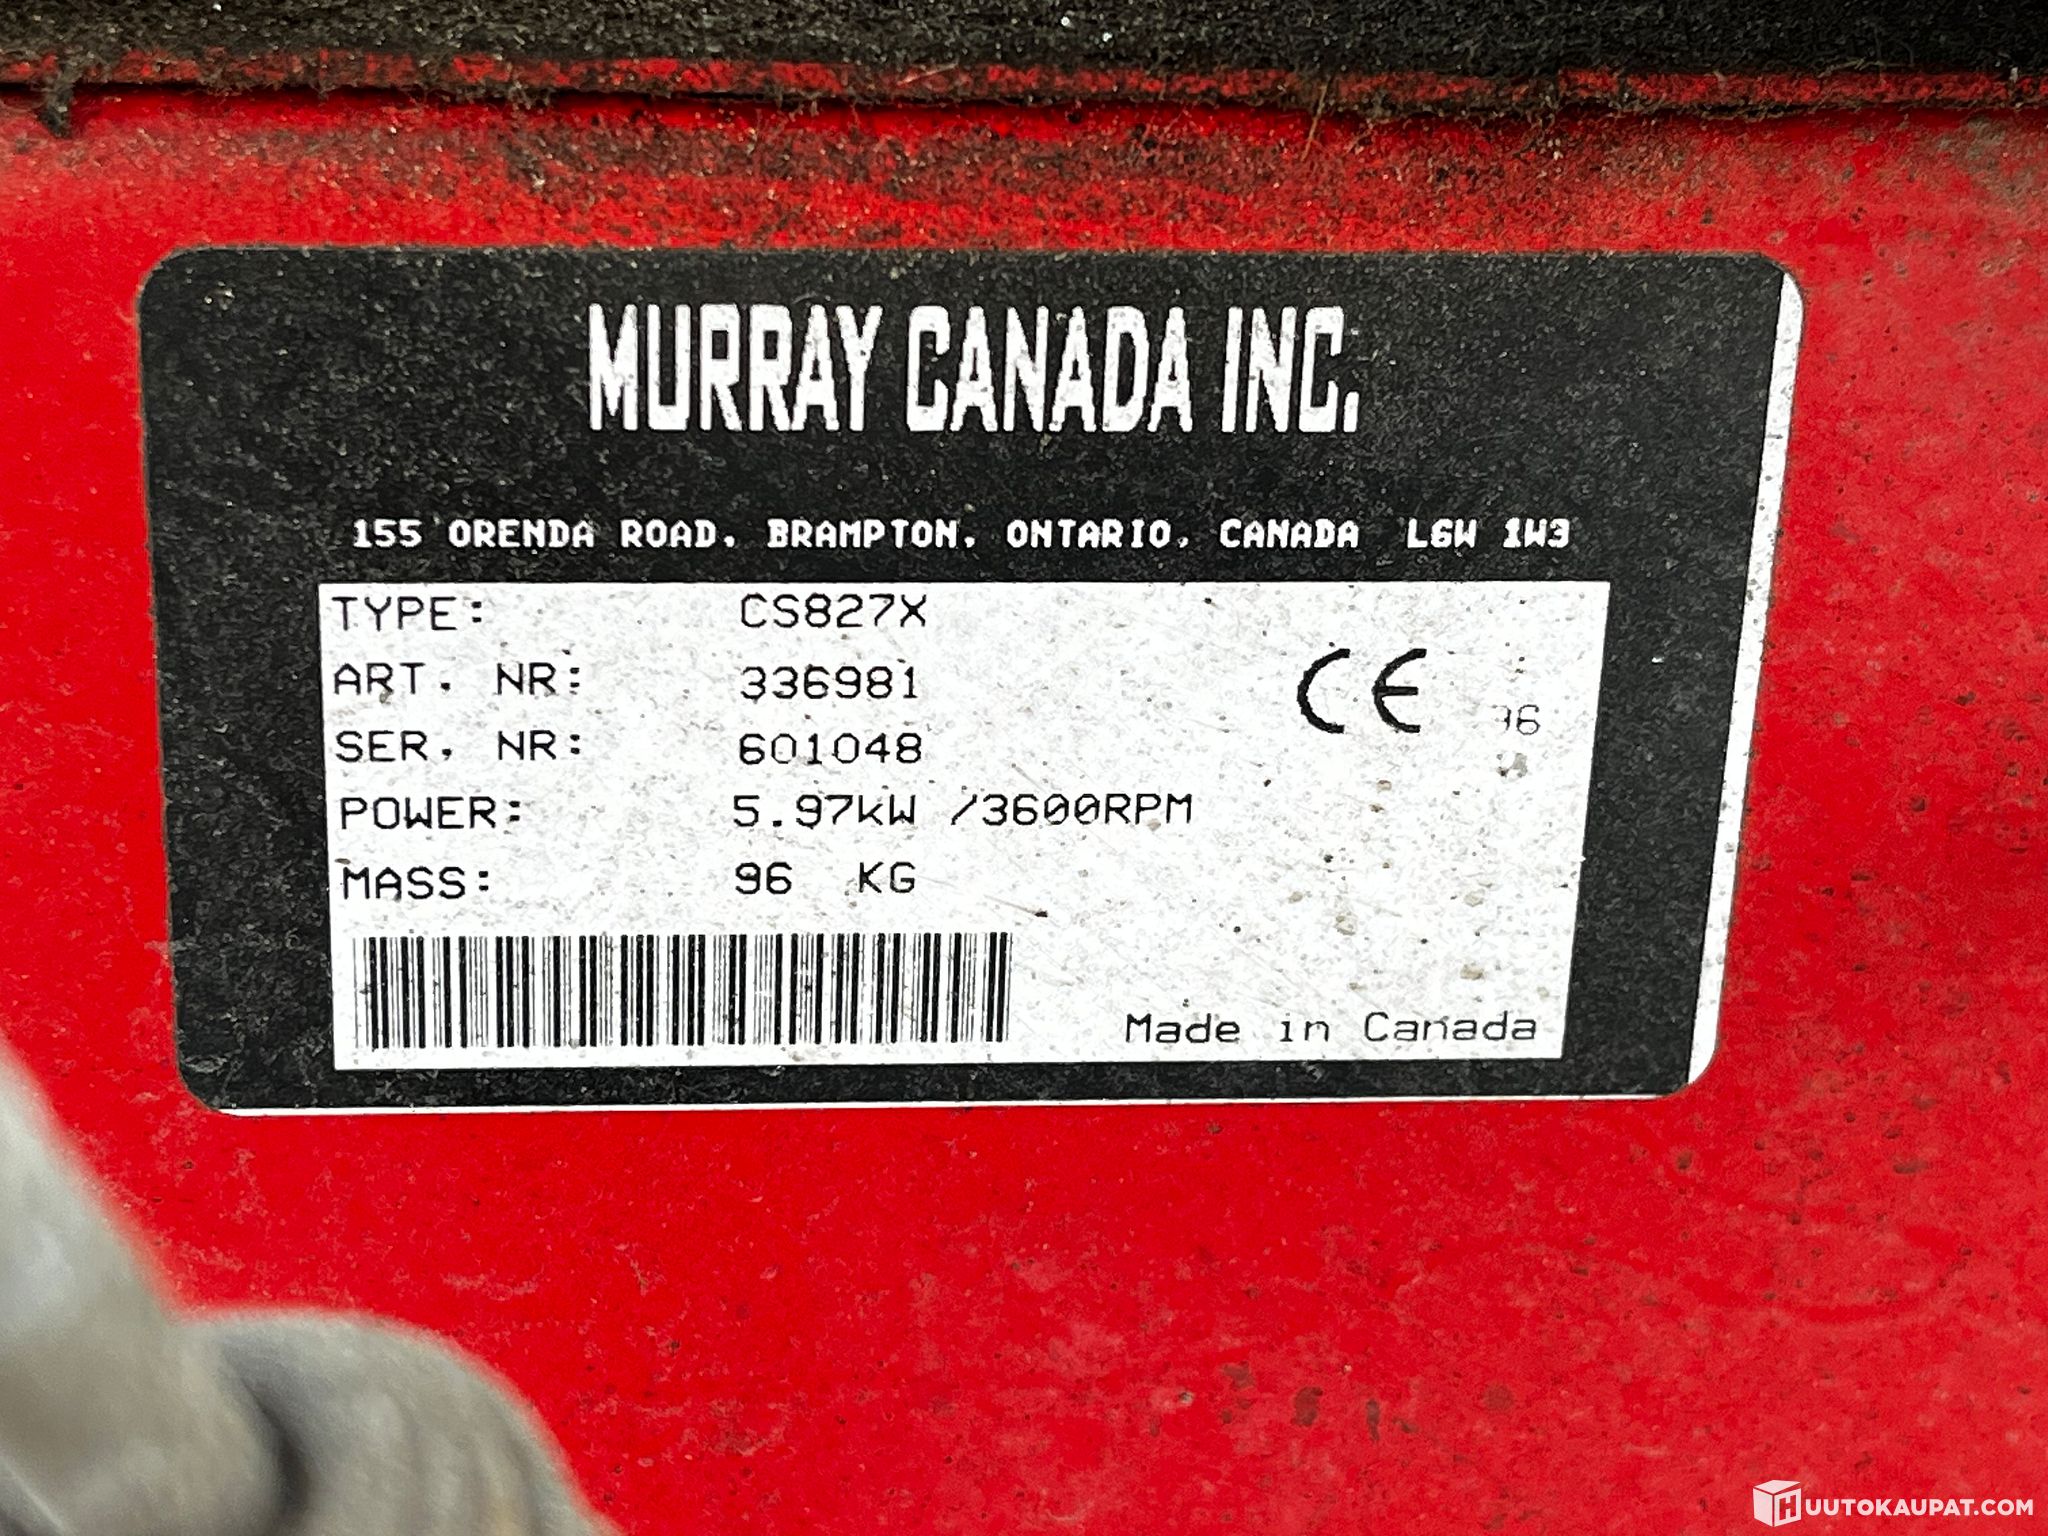 MURRAY CANADA INC.
155 ORENDA ROAD, BRAMPTON, ONTARIO, CANADA L6W 1W3
TYPE: CS827X
ART. NR: 336981
SER. NR: 601048
POWER: 5.97kW /3600RPM
MASS: 96 KG
CE
Made in Canada
HUUTOKAUPAT.COM